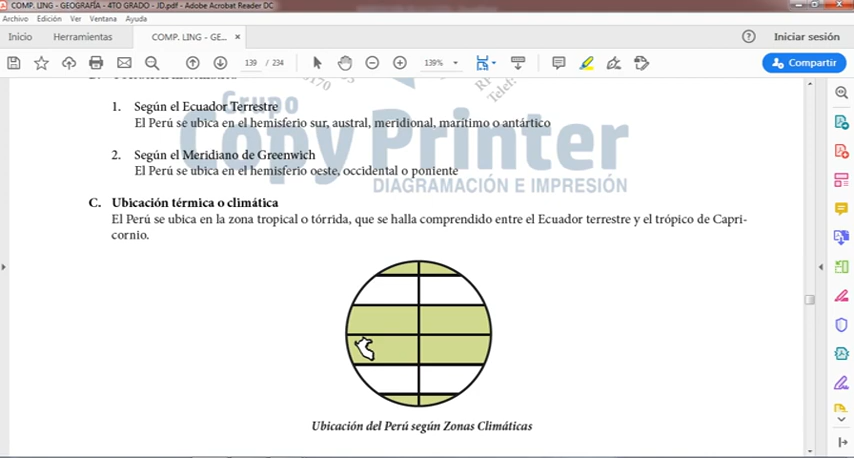 COMP. LING - GEOGRAFÍA - 4TO GRADO - JD.pdf - Adobe Acrobat Reader DC
Archivo Edición Ver Ventana Ayuda
Inicio Herramientas COMP. LING - GE... × Iniciar sesión
139 / 234 139% Compartir
1. Según el Ecuador Terrestre
El Perú se ubica en el hemisferio sur, austral, meridional, marítimo o antártico
2. Según el Meridiano de Greenwich
El Perú se ubica en el hemisferio oeste, occidental o poniente
Grupo
Copy Printer
DIAGRAMACIÓN E IMPRESIÓN
C. Ubicación térmica o climática
El Perú se ubica en la zona tropical o tórrida, que se halla comprendido entre el Ecuador terrestre y el trópico de Capri-
cornio.
Ubicación del Perú según Zonas Climáticas